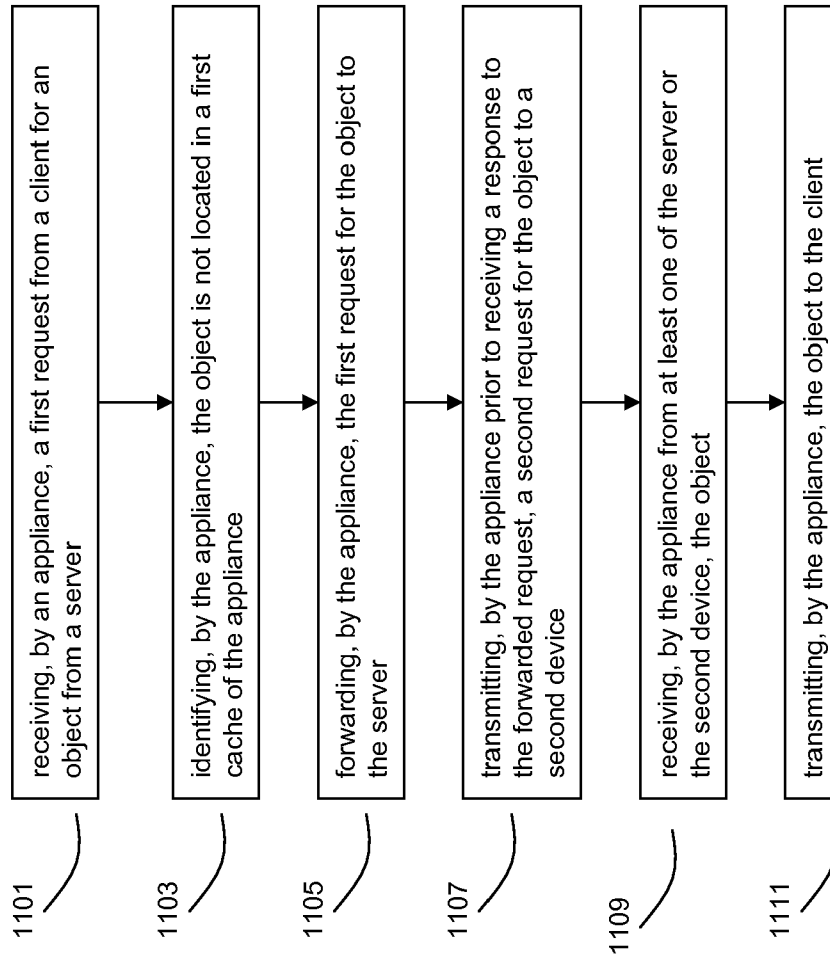 1101
receiving, by an appliance, a first request from a client for an
object from a server
1103
identifying, by the appliance, the object is not located in a first
cache of the appliance
1105
forwarding, by the appliance, the first request for the object to
the server
1107
transmitting, by the appliance prior to receiving a response to
the forwarded request, a second request for the object to a
second device
1109
receiving, by the appliance from at least one of the server or
the second device, the object
1111
transmitting, by the appliance, the object to the client